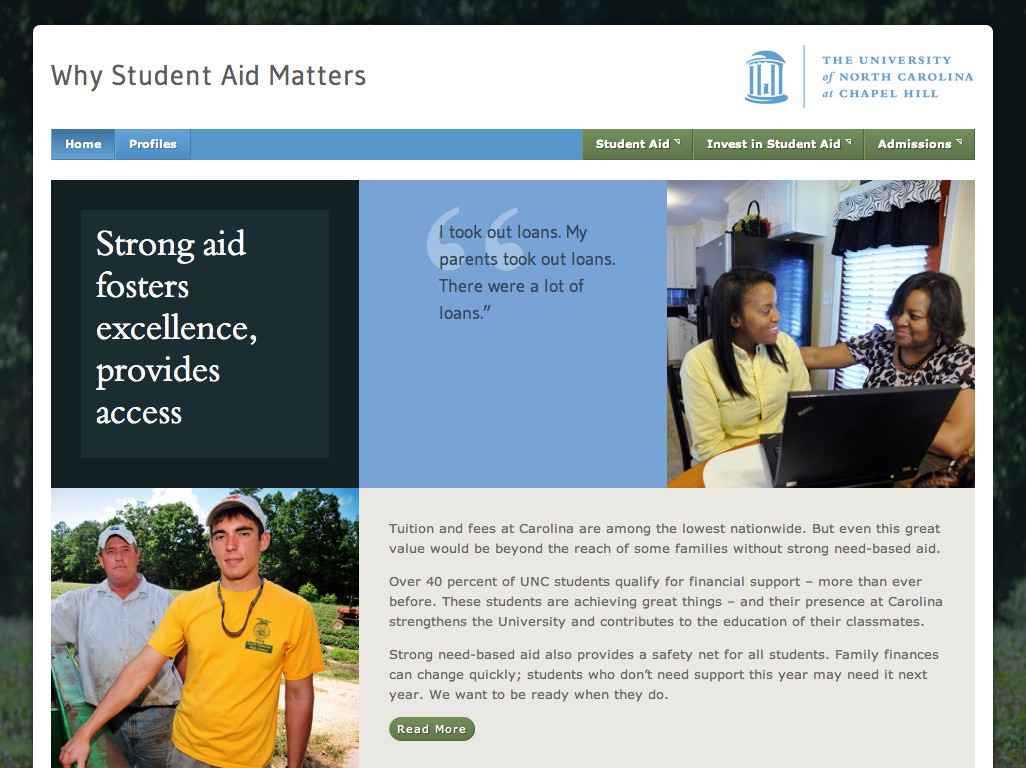 Why Student Aid Matters
THE UNIVERSITY
of NORTH CAROLINA
at CHAPEL HILL
Home Profiles Student Aid Invest in Student Aid Admissions
Strong aid
fosters
excellence,
provides
access
“I took out loans. My
parents took out loans.
There were a lot of
loans.”
Tuition and fees at Carolina are among the lowest nationwide. But even this great
value would be beyond the reach of some families without strong need-based aid.
Over 40 percent of UNC students qualify for financial support – more than ever
before. These students are achieving great things – and their presence at Carolina
strengthens the University and contributes to the education of their classmates.
Strong need-based aid also provides a safety net for all students. Family finances
can change quickly; students who don’t need support this year may need it next
year. We want to be ready when they do.
Read More